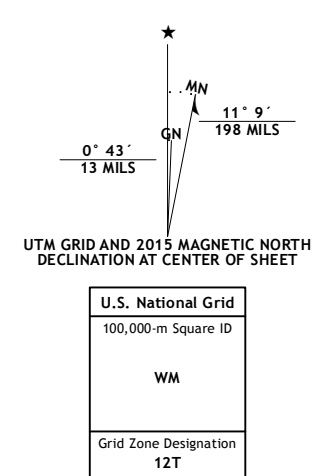 ★
MN
11° 9´
198 MILS
GN
0° 43´
13 MILS
UTM GRID AND 2015 MAGNETIC NORTH
DECLINATION AT CENTER OF SHEET
U.S. National Grid
100,000-m Square ID
WM
Grid Zone Designation
12T